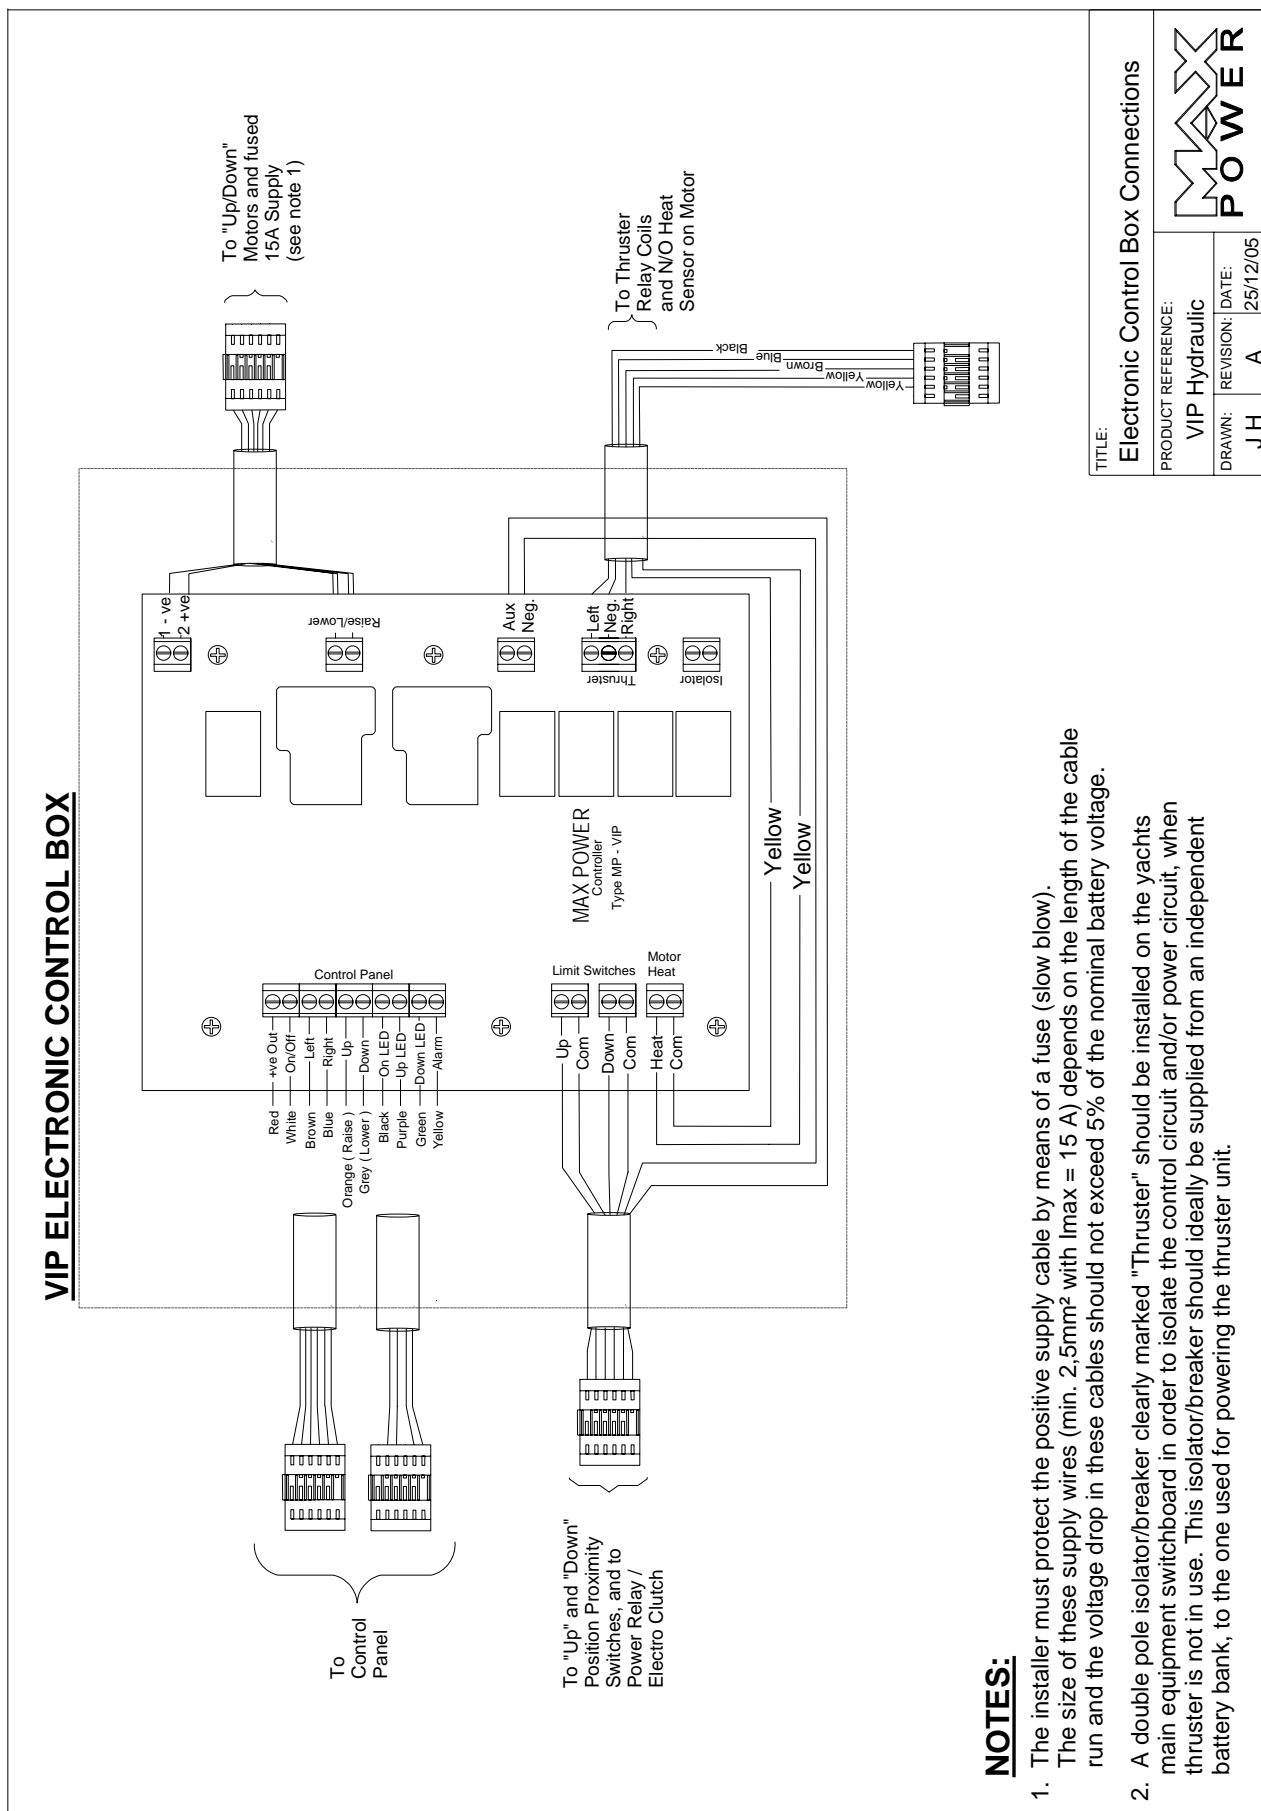 VIP ELECTRONIC CONTROL BOX
To
Control
Panel
Red
+ve Out
White
On/Off
Brown
Left
Blue
Right
Orange ( Raise )
Up
Grey ( Lower )
Down
Black
On LED
Purple
Up LED
Green
Down LED
Yellow
Alarm
Control Panel
1 - ve
2 +ve
Raise/Lower
To "Up/Down"
Motors and fused
15A Supply
(see note 1)
MAX POWER
Controller
Type MP - VIP
Aux
Neg.
Left
Neg.
Right
Thruster
Isolator
To Thruster
Relay Coils
and N/O Heat
Sensor on Motor
Black
Blue
Brown
Yellow
Yellow
Limit Switches
Motor
Heat
Up
Com
Down
Com
Heat
Com
Yellow
Yellow
To "Up" and "Down"
Position Proximity
Switches, and to
Power Relay /
Electro Clutch
NOTES:
1. The installer must protect the positive supply cable by means of a fuse (slow blow).
The size of these supply wires (min. 2,5mm² with Imax = 15 A) depends on the length of the cable
run and the voltage drop in these cables should not exceed 5% of the nominal battery voltage.
2. A double pole isolator/breaker clearly marked "Thruster" should be installed on the yachts
main equipment switchboard in order to isolate the control circuit and/or power circuit, when
thruster is not in use. This isolator/breaker should ideally be supplied from an independent
battery bank, to the one used for powering the thruster unit.
TITLE:
Electronic Control Box Connections
PRODUCT REFERENCE:
VIP Hydraulic
DRAWN:
J H
REVISION:
A
DATE:
25/12/05
MAX
POWER